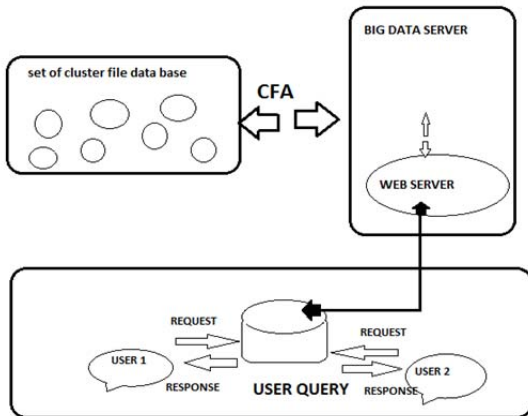 BIG DATA SERVER
set of cluster file data base
CFA
WEB SERVER
REQUEST
REQUEST
USER 1
USER 2
RESPONSE
USER QUERY
RESPONSE